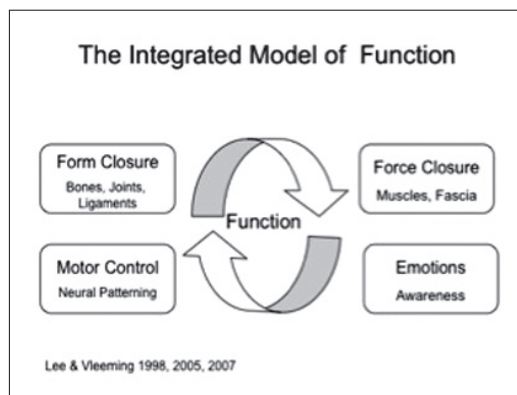 The Integrated Model of  Function
Form Closure
Bones, Joints,
Ligaments
Force Closure
Muscles, Fascia
Function
Motor Control
Neural Patterning
Emotions
Awareness
Lee & Vleeming 1998, 2005, 2007